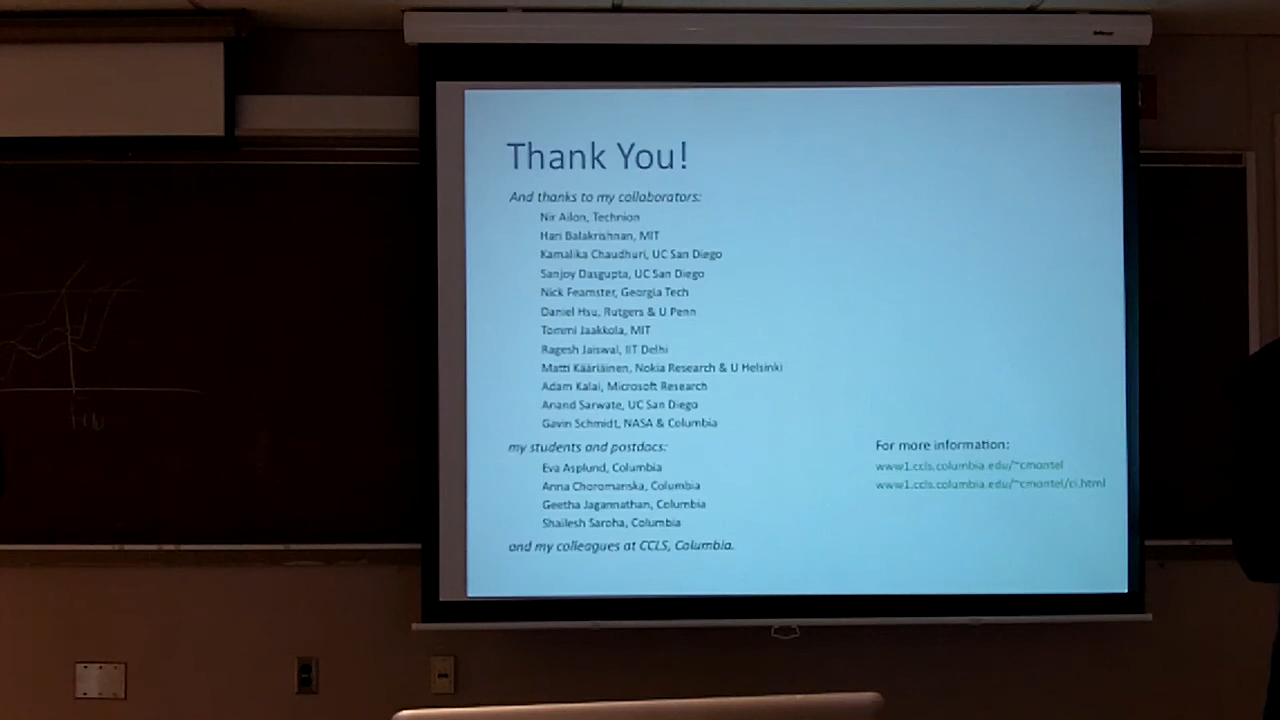 Thank You!
And thanks to my collaborators:
Nir Ailon, Technion
Hari Balakrishnan, MIT
Kamalika Chaudhuri, UC San Diego
Sanjoy Dasgupta, UC San Diego
Nick Feamster, Georgia Tech
Daniel Hsu, Rutgers & U Penn
Tommi Jaakkola, MIT
Ragesh Jaiswal, IIT Delhi
Matti Kääriäinen, Nokia Research & U Helsinki
Adam Kalai, Microsoft Research
Anand Sarwate, UC San Diego
Gavin Schmidt, NASA & Columbia
my students and postdocs:
Eva Asplund, Columbia
Anna Choromanska, Columbia
Geetha Jagannathan, Columbia
Shailesh Saroha, Columbia
and my colleagues at CCLS, Columbia.
For more information:
www1.ccls.columbia.edu/~cmontel
www1.ccls.columbia.edu/~cmontel/ci.html